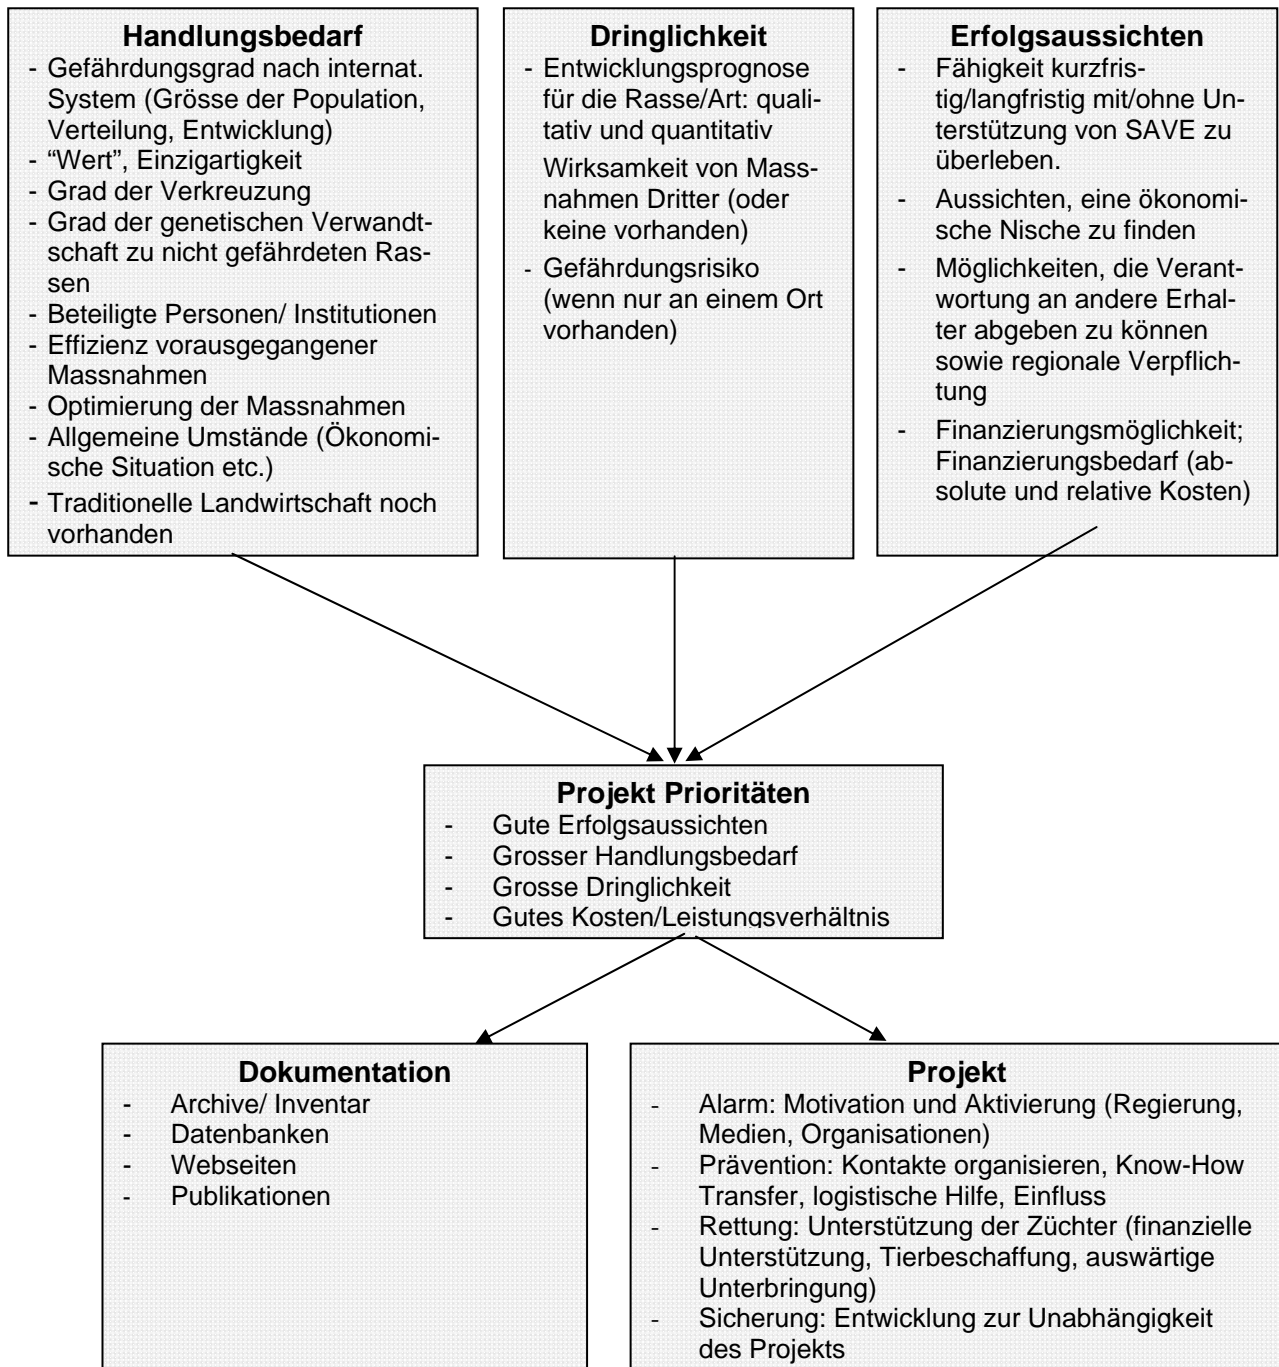 Handlungsbedarf
- Gefährdungsgrad nach internat.
System (Grösse der Population,
Verteilung, Entwicklung)
- “Wert”, Einzigartigkeit
- Grad der Verkreuzung
- Grad der genetischen Verwandt-
schaft zu nicht gefährdeten Ras-
sen
- Beteiligte Personen/ Institutionen
- Effizienz vorausgegangener
Massnahmen
- Optimierung der Massnahmen
- Allgemeine Umstände (Ökonomi-
sche Situation etc.)
- Traditionelle Landwirtschaft noch
vorhanden
Dringlichkeit
- Entwicklungsprognose
für die Rasse/Art: quali-
tativ und quantitativ
Wirksamkeit von Mass-
nahmen Dritter (oder
keine vorhanden)
- Gefährdungsrisiko
(wenn nur an einem Ort
vorhanden)
Erfolgsaussichten
- Fähigkeit kurzfris-
tig/langfristig mit/ohne Un-
terstützung von SAVE zu
überleben.
- Aussichten, eine ökonomi-
sche Nische zu finden
- Möglichkeiten, die Verant-
wortung an andere Erhal-
ter abgeben zu können
sowie regionale Verpflich-
tung
- Finanzierungsmöglichkeit;
Finanzierungsbedarf (ab-
solute und relative Kosten)
Projekt Prioritäten
- Gute Erfolgsaussichten
- Grosser Handlungsbedarf
- Grosse Dringlichkeit
- Gutes Kosten/Leistungsverhältnis
Dokumentation
- Archive/ Inventar
- Datenbanken
- Webseiten
- Publikationen
Projekt
- Alarm: Motivation und Aktivierung (Regierung,
Medien, Organisationen)
- Prävention: Kontakte organisieren, Know-How
Transfer, logistische Hilfe, Einfluss
- Rettung: Unterstützung der Züchter (finanzielle
Unterstützung, Tierbeschaffung, auswärtige
Unterbringung)
- Sicherung: Entwicklung zur Unabhängigkeit
des Projekts